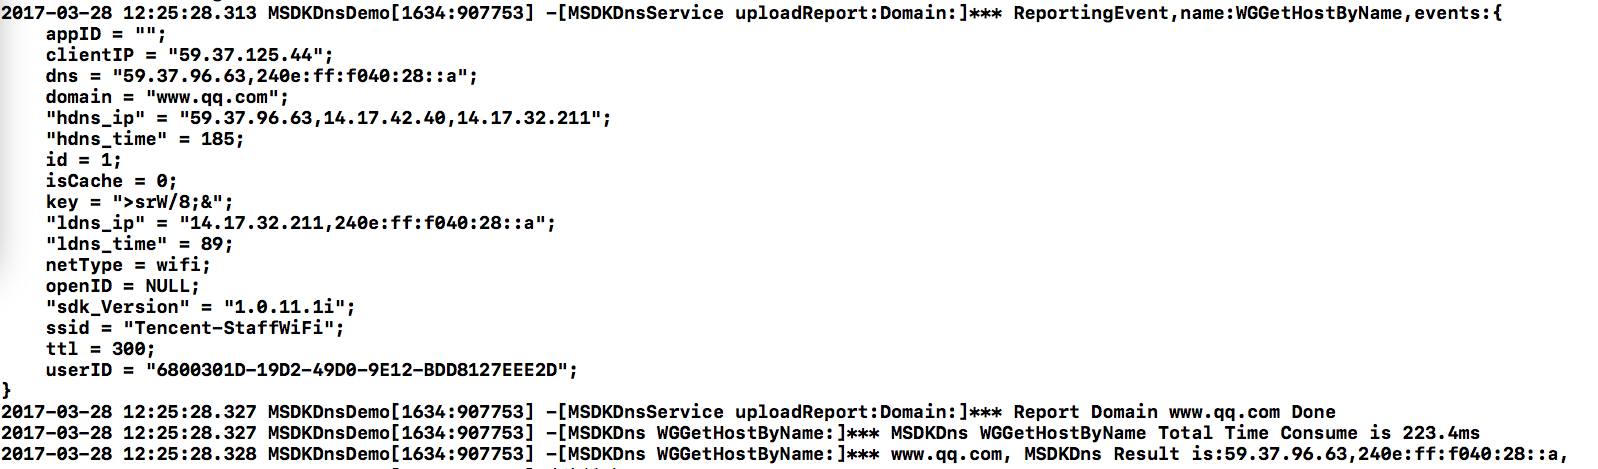 2017-03-28 12:25:28.313 MSDKDnsDemo[1634:907753] -[MSDKDnsService uploadReport:Domain:]*** ReportingEvent,name:WGGetHostByName,events:{
    appID = "";
    clientIP = "59.37.125.44";
    dns = "59.37.96.63,240e:ff:f040:28::a";
    domain = "www.qq.com";
    "hdns_ip" = "59.37.96.63,14.17.42.40,14.17.32.211";
    "hdns_time" = 185;
    id = 1;
    isCache = 0;
    key = ">srW/8;&";
    "ldns_ip" = "14.17.32.211,240e:ff:f040:28::a";
    "ldns_time" = 89;
    netType = wifi;
    openID = NULL;
    "sdk_Version" = "1.0.11.1i";
    ssid = "Tencent-StaffWiFi";
    ttl = 300;
    userID = "6800301D-19D2-49D0-9E12-BDD8127EEE2D";
}
2017-03-28 12:25:28.327 MSDKDnsDemo[1634:907753] -[MSDKDnsService uploadReport:Domain:]*** Report Domain www.qq.com Done
2017-03-28 12:25:28.327 MSDKDnsDemo[1634:907753] -[MSDKDns WGGetHostByName:]*** MSDKDns WGGetHostByName Total Time Consume is 223.4ms
2017-03-28 12:25:28.328 MSDKDnsDemo[1634:907753] -[MSDKDns WGGetHostByName:]*** www.qq.com, MSDKDns Result is:59.37.96.63,240e:ff:f040:28::a,